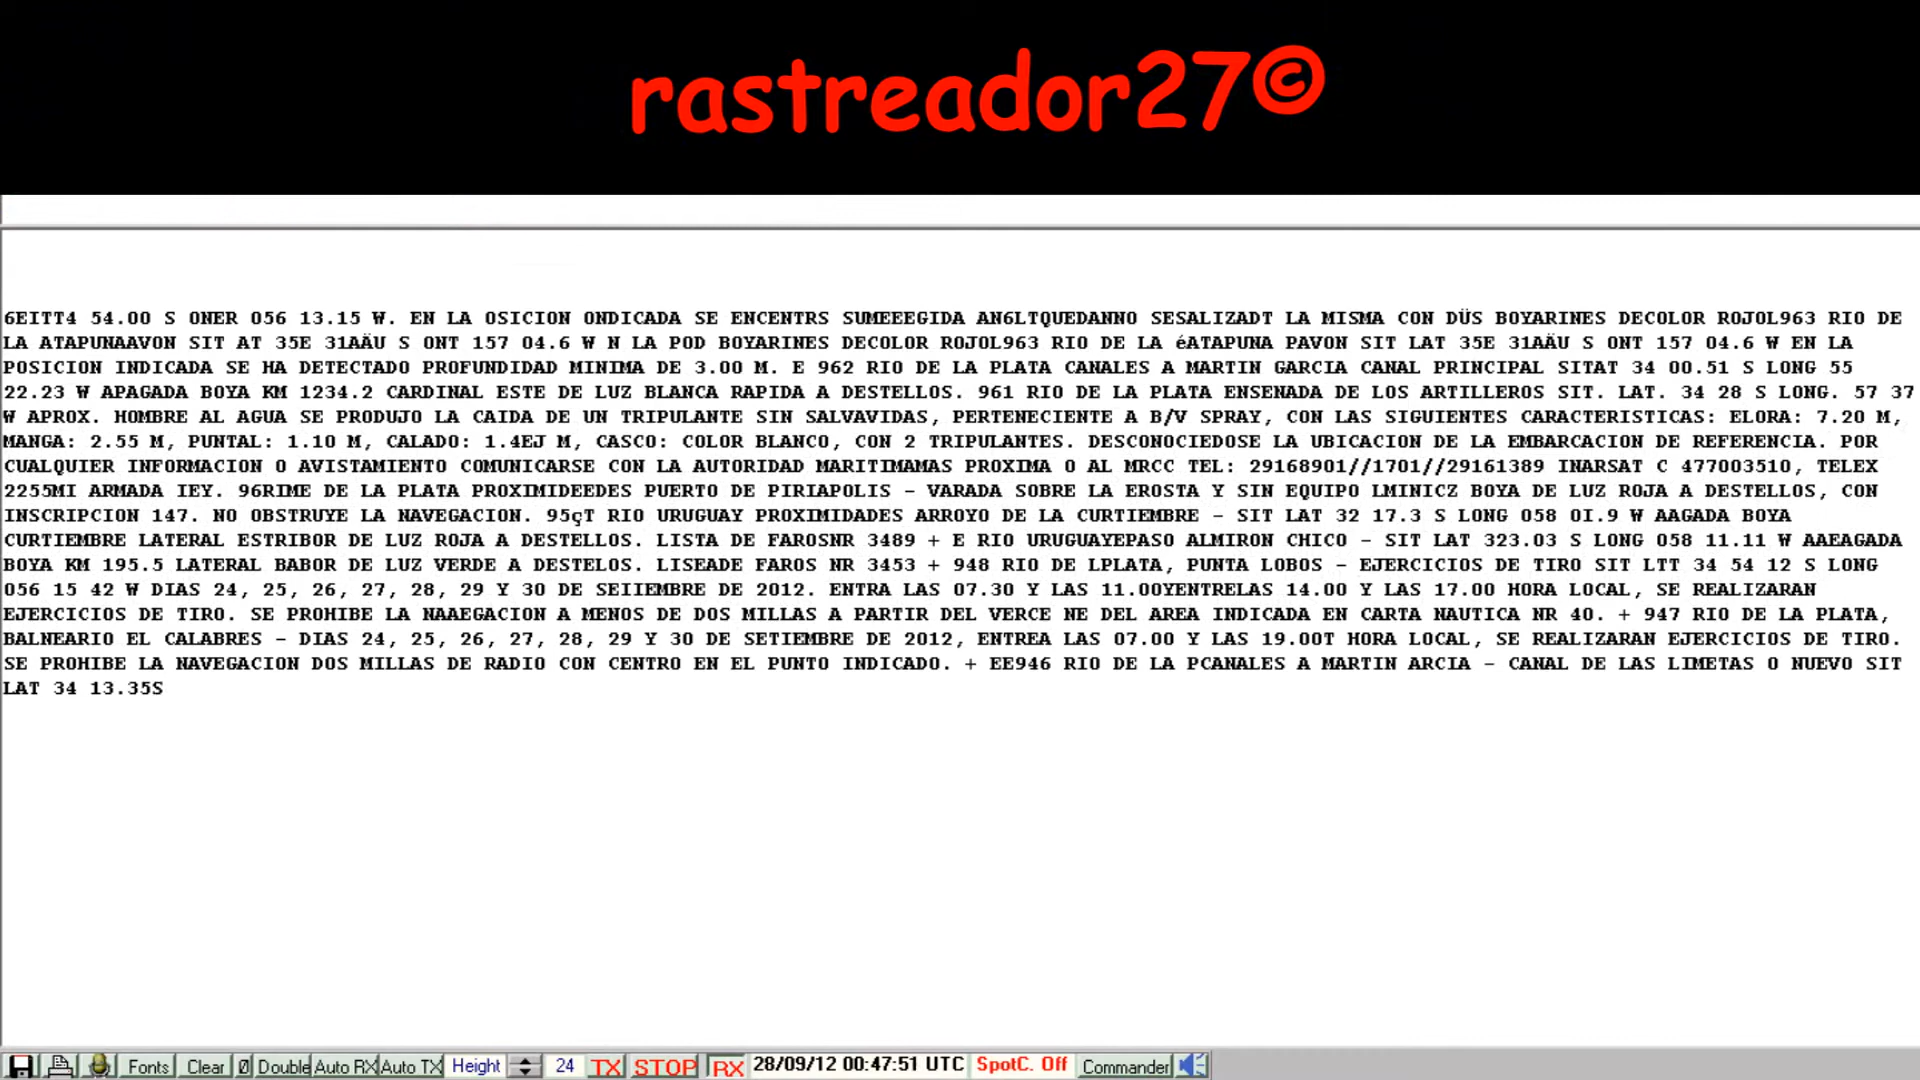 rastreador27©
6EITT4 54.00 S ONER 056 13.15 W. EN LA OSICION ONDICADA SE ENCENTRS SUMEEEGIDA AN6LTQUEDANNO SESALIZADT LA MISMA CON DÜS BOYARINES DECOLOR ROJOL963 RIO DE
LA ATAPUNAAVON SIT AT 35E 31AÄU S ONT 157 04.6 W N LA POD BOYARINES DECOLOR ROJOL963 RIO DE LA éATAPUNA PAVON SIT LAT 35E 31AÄU S ONT 157 04.6 W EN LA
POSICION INDICADA SE HA DETECTADO PROFUNDIDAD MINIMA DE 3.00 M. E 962 RIO DE LA PLATA CANALES A MARTIN GARCIA CANAL PRINCIPAL SITAT 34 00.51 S LONG 55
22.23 W APAGADA BOYA KM 1234.2 CARDINAL ESTE DE LUZ BLANCA RAPIDA A DESTELLOS. 961 RIO DE LA PLATA ENSENADA DE LOS ARTILLEROS SIT. LAT. 34 28 S LONG. 57 37
W APROX. HOMBRE AL AGUA SE PRODUJO LA CAIDA DE UN TRIPULANTE SIN SALVAVIDAS, PERTENECIENTE A B/V SPRAY, CON LAS SIGUIENTES CARACTERISTICAS: ELORA: 7.20 M,
MANGA: 2.55 M, PUNTAL: 1.10 M, CALADO: 1.4EJ M, CASCO: COLOR BLANCO, CON 2 TRIPULANTES. DESCONOCIEDOSE LA UBICACION DE LA EMBARCACION DE REFERENCIA. POR
CUALQUIER INFORMACION O AVISTAMIENTO COMUNICARSE CON LA AUTORIDAD MARITIMAMAS PROXIMA O AL MRCC TEL: 29168901//1701//29161389 INARSAT C 477003510, TELEX
2255MI ARMADA IEY. 96RIME DE LA PLATA PROXIMIDEEDES PUERTO DE PIRIAPOLIS - VARADA SOBRE LA EROSTA Y SIN EQUIPO LMINICZ BOYA DE LUZ ROJA A DESTELLOS, CON
INSCRIPCION 147. NO OBSTRUYE LA NAVEGACION. 95çT RIO URUGUAY PROXIMIDADES ARROYO DE LA CURTIEMBRE - SIT LAT 32 17.3 S LONG 058 OI.9 W AAGADA BOYA
CURTIEMBRE LATERAL ESTRIBOR DE LUZ ROJA A DESTELLOS. LISTA DE FAROSNR 3489 + E RIO URUGUAYEPASO ALMIRON CHICO - SIT LAT 323.03 S LONG 058 11.11 W AAEAGADA
BOYA KM 195.5 LATERAL BABOR DE LUZ VERDE A DESTELOS. LISEADE FAROS NR 3453 + 948 RIO DE LPLATA, PUNTA LOBOS - EJERCICIOS DE TIRO SIT LTT 34 54 12 S LONG
056 15 42 W DIAS 24, 25, 26, 27, 28, 29 Y 30 DE SEIIEMBRE DE 2012. ENTRA LAS 07.30 Y LAS 11.00YENTRELAS 14.00 Y LAS 17.00 HORA LOCAL, SE REALIZARAN
EJERCICIOS DE TIRO. SE PROHIBE LA NAAEGACION A MENOS DE DOS MILLAS A PARTIR DEL VERCE NE DEL AREA INDICADA EN CARTA NAUTICA NR 40. + 947 RIO DE LA PLATA,
BALNEARIO EL CALABRES - DIAS 24, 25, 26, 27, 28, 29 Y 30 DE SETIEMBRE DE 2012, ENTREA LAS 07.00 Y LAS 19.00T HORA LOCAL, SE REALIZARAN EJERCICIOS DE TIRO.
SE PROHIBE LA NAVEGACION DOS MILLAS DE RADIO CON CENTRO EN EL PUNTO INDICADO. + EE946 RIO DE LA PCANALES A MARTIN ARCIA - CANAL DE LAS LIMETAS O NUEVO SIT
LAT 34 13.35S
Fonts Clear Ø Double Auto RX Auto TX Height 24 TX STOP RX 28/09/12 00:47:51 UTC SpotC. Off Commander